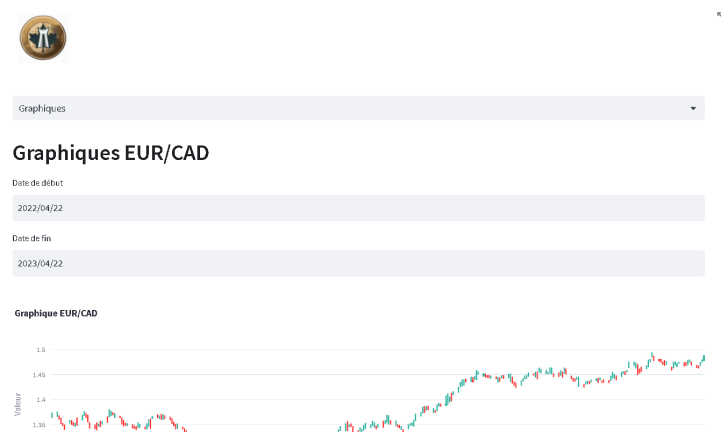 Graphiques
Graphiques EUR/CAD
Date de début
2022/04/22
Date de fin
2023/04/22
Graphique EUR/CAD
1.5
1.45
1.4
1.35
Valeur